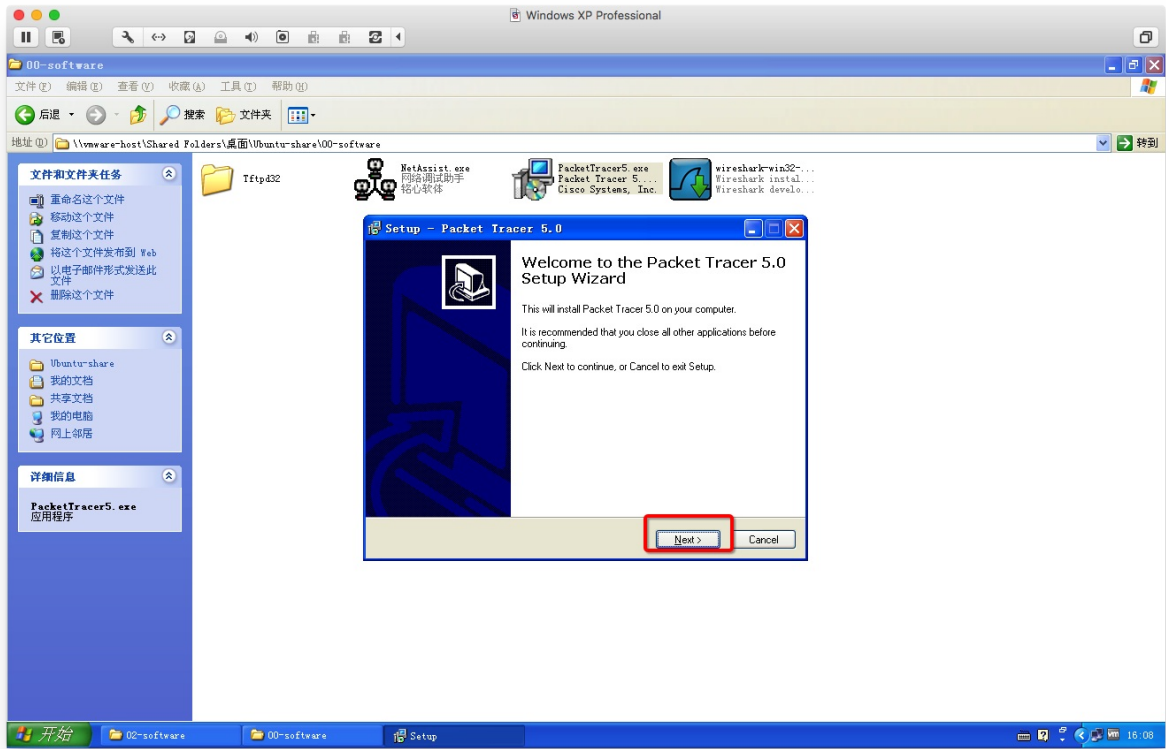 Windows XP Professional
00-software
文件(F) 编辑(E) 查看(V) 收藏(A) 工具(T) 帮助(H)
后退 搜索 文件夹
地址(D) \\vmware-host\Shared Folders\桌面\Ubuntu-share\00-software 转到
文件和文件夹任务
重命名这个文件
移动这个文件
复制这个文件
将这个文件发布到 Web
以电子邮件形式发送此
文件
删除这个文件
其它位置
Ubuntu-share
我的文档
共享文档
我的电脑
网上邻居
详细信息
PacketTracer5.exe
应用程序
Tftpd32
NetAssist.exe
网络调试助手
铭心软体
PacketTracer5.exe
Packet Tracer 5....
Cisco Systems, Inc.
wireshark-win32-...
Wireshark instal...
Wireshark develo...
Setup - Packet Tracer 5.0
Welcome to the Packet Tracer 5.0
Setup Wizard
This will install Packet Tracer 5.0 on your computer.
It is recommended that you close all other applications before
continuing.
Click Next to continue, or Cancel to exit Setup.
Next > Cancel
开始 02-software 00-software Setup 16:08